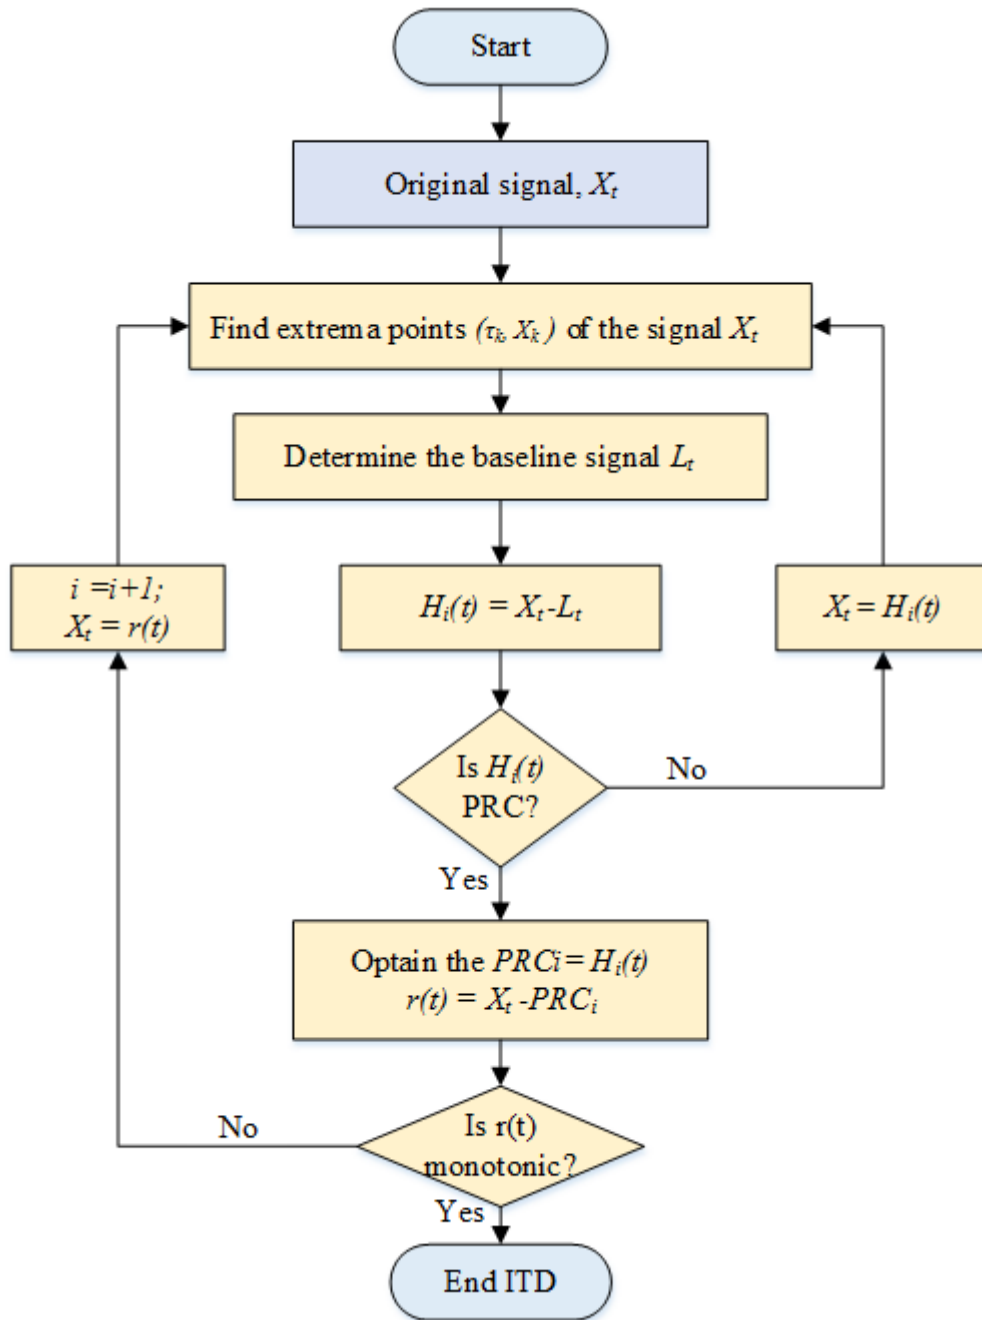 Start
Original signal, Xₜ
Find extrema points (τₖ, Xₖ) of the signal Xₜ
Determine the baseline signal Lₜ
i =i+1;
Xₜ = r(t)
Hᵢ(t) = Xₜ-Lₜ
Xₜ = Hᵢ(t)
Is Hᵢ(t)
PRC?
No
Yes
Optain the PRCi = Hᵢ(t)
r(t) = Xₜ -PRCᵢ
No
Is r(t)
monotonic?
Yes
End ITD